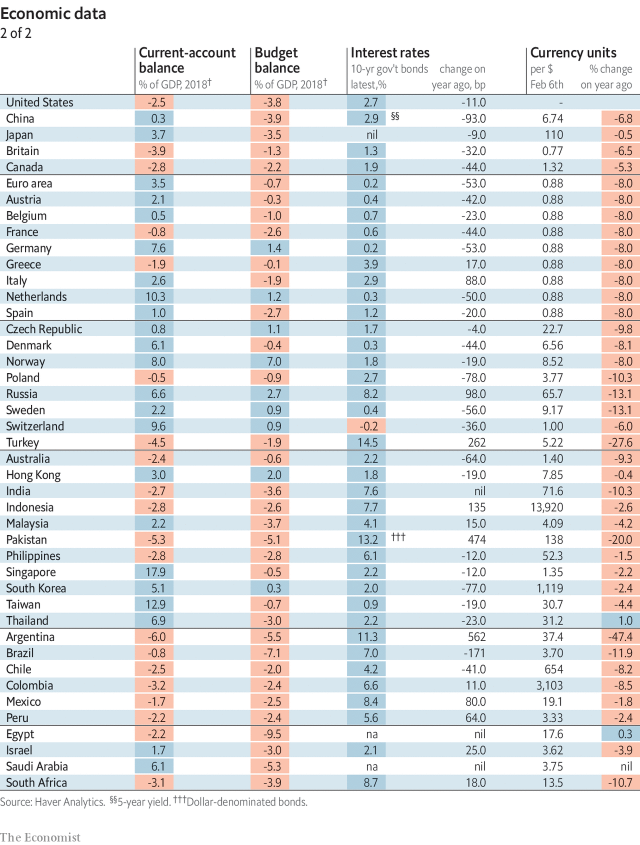 Economic data
2 of 2
Current-account balance Budget balance Interest rates Currency units
% of GDP, 2018† % of GDP, 2018† 10-yr gov't bonds latest,% change on year ago, bp per $ Feb 6th % change on year ago
United States -2.5 -3.8 2.7 -11.0 -
China 0.3 -3.9 2.9 §§ -93.0 6.74 -6.8
Japan 3.7 -3.5 nil -9.0 110 -0.5
Britain -3.9 -1.3 1.3 -32.0 0.77 -6.5
Canada -2.8 -2.2 1.9 -44.0 1.32 -5.3
Euro area 3.5 -0.7 0.2 -53.0 0.88 -8.0
Austria 2.1 -0.3 0.4 -42.0 0.88 -8.0
Belgium 0.5 -1.0 0.7 -23.0 0.88 -8.0
France -0.8 -2.6 0.6 -44.0 0.88 -8.0
Germany 7.6 1.4 0.2 -53.0 0.88 -8.0
Greece -1.9 -0.1 3.9 17.0 0.88 -8.0
Italy 2.6 -1.9 2.9 88.0 0.88 -8.0
Netherlands 10.3 1.2 0.3 -50.0 0.88 -8.0
Spain 1.0 -2.7 1.2 -20.0 0.88 -8.0
Czech Republic 0.8 1.1 1.7 -4.0 22.7 -9.8
Denmark 6.1 -0.4 0.3 -44.0 6.56 -8.1
Norway 8.0 7.0 1.8 -19.0 8.52 -8.0
Poland -0.5 -0.9 2.7 -78.0 3.77 -10.3
Russia 6.6 2.7 8.2 98.0 65.7 -13.1
Sweden 2.2 0.9 0.4 -56.0 9.17 -13.1
Switzerland 9.6 0.9 -0.2 -36.0 1.00 -6.0
Turkey -4.5 -1.9 14.5 262 5.22 -27.6
Australia -2.4 -0.6 2.2 -64.0 1.40 -9.3
Hong Kong 3.0 2.0 1.8 -19.0 7.85 -0.4
India -2.7 -3.6 7.6 nil 71.6 -10.3
Indonesia -2.8 -2.6 7.7 135 13,920 -2.6
Malaysia 2.2 -3.7 4.1 15.0 4.09 -4.2
Pakistan -5.3 -5.1 13.2 ††† 474 138 -20.0
Philippines -2.8 -2.8 6.1 -12.0 52.3 -1.5
Singapore 17.9 -0.5 2.2 -12.0 1.35 -2.2
South Korea 5.1 0.3 2.0 -77.0 1,119 -2.4
Taiwan 12.9 -0.7 0.9 -19.0 30.7 -4.4
Thailand 6.9 -3.0 2.2 -23.0 31.2 1.0
Argentina -6.0 -5.5 11.3 562 37.4 -47.4
Brazil -0.8 -7.1 7.0 -171 3.70 -11.9
Chile -2.5 -2.0 4.2 -41.0 654 -8.2
Colombia -3.2 -2.4 6.6 11.0 3,103 -8.5
Mexico -1.7 -2.5 8.4 80.0 19.1 -1.8
Peru -2.2 -2.4 5.6 64.0 3.33 -2.4
Egypt -2.2 -9.5 na nil 17.6 0.3
Israel 1.7 -3.0 2.1 25.0 3.62 -3.9
Saudi Arabia 6.1 -5.3 na nil 3.75 nil
South Africa -3.1 -3.9 8.7 18.0 13.5 -10.7
Source: Haver Analytics. §§5-year yield. †††Dollar-denominated bonds.
The Economist